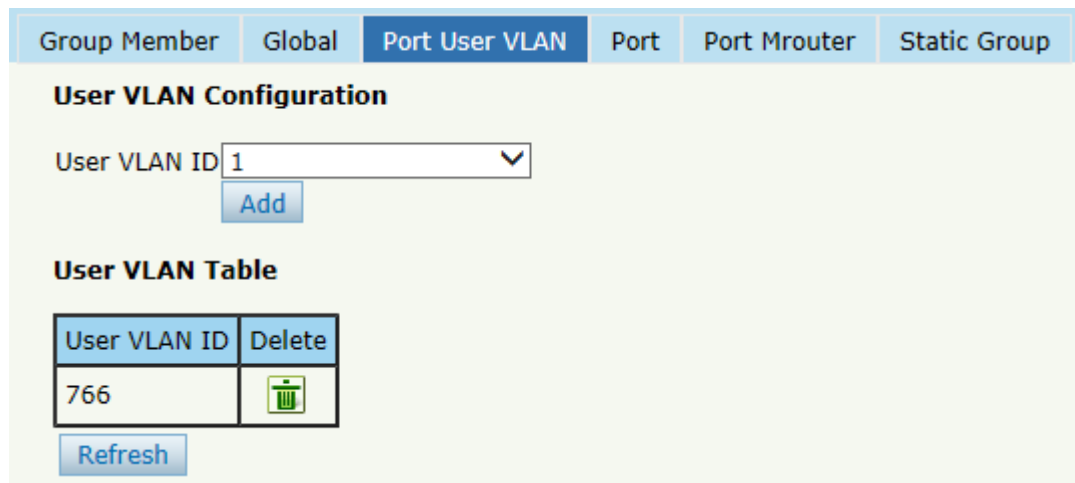 Group Member Global Port User VLAN Port Port Mrouter Static Group
User VLAN Configuration
User VLAN ID 1
Add
User VLAN Table
User VLAN ID Delete
766
Refresh